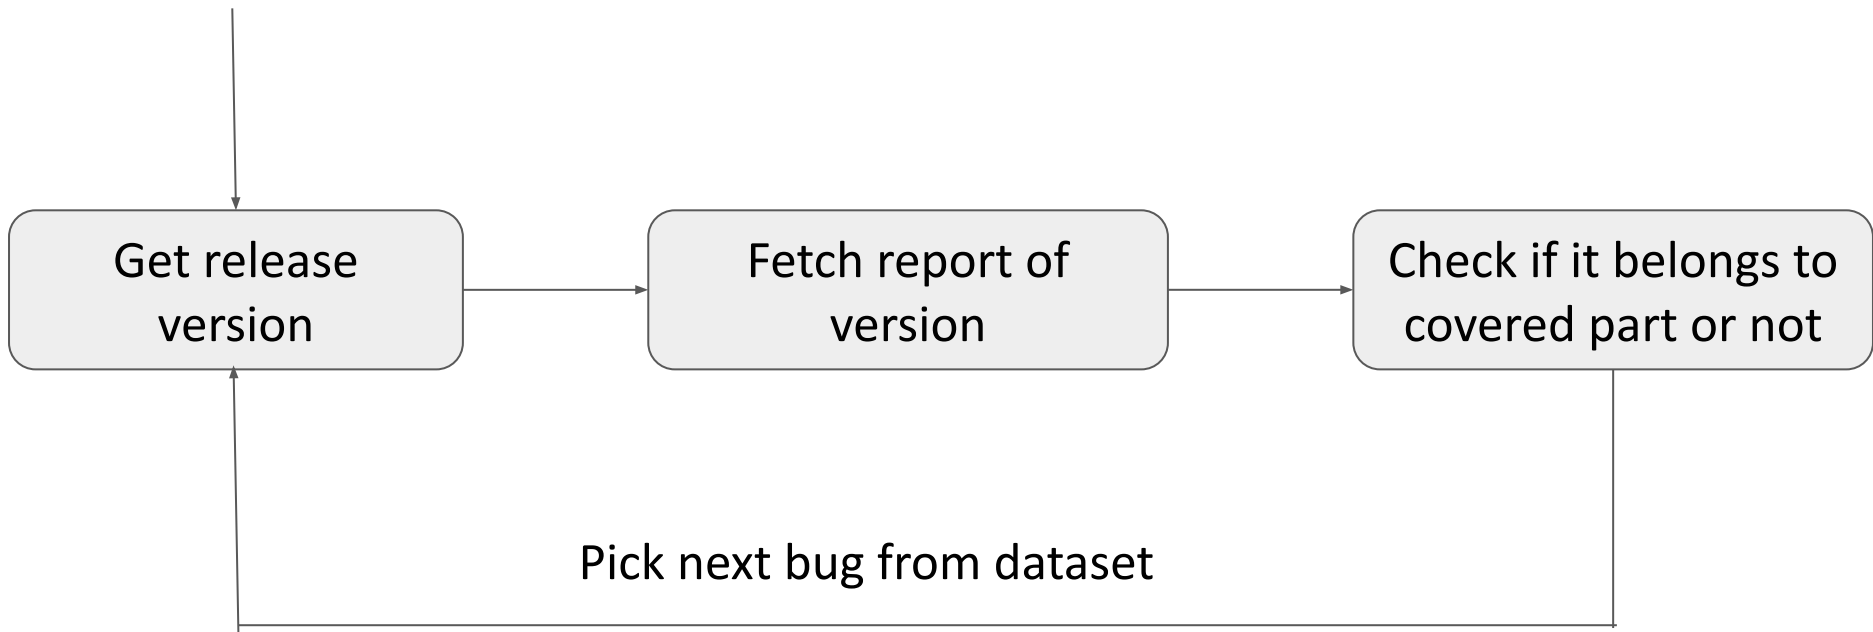 Get release
version
Fetch report of
version
Check if it belongs to
covered part or not
Pick next bug from dataset